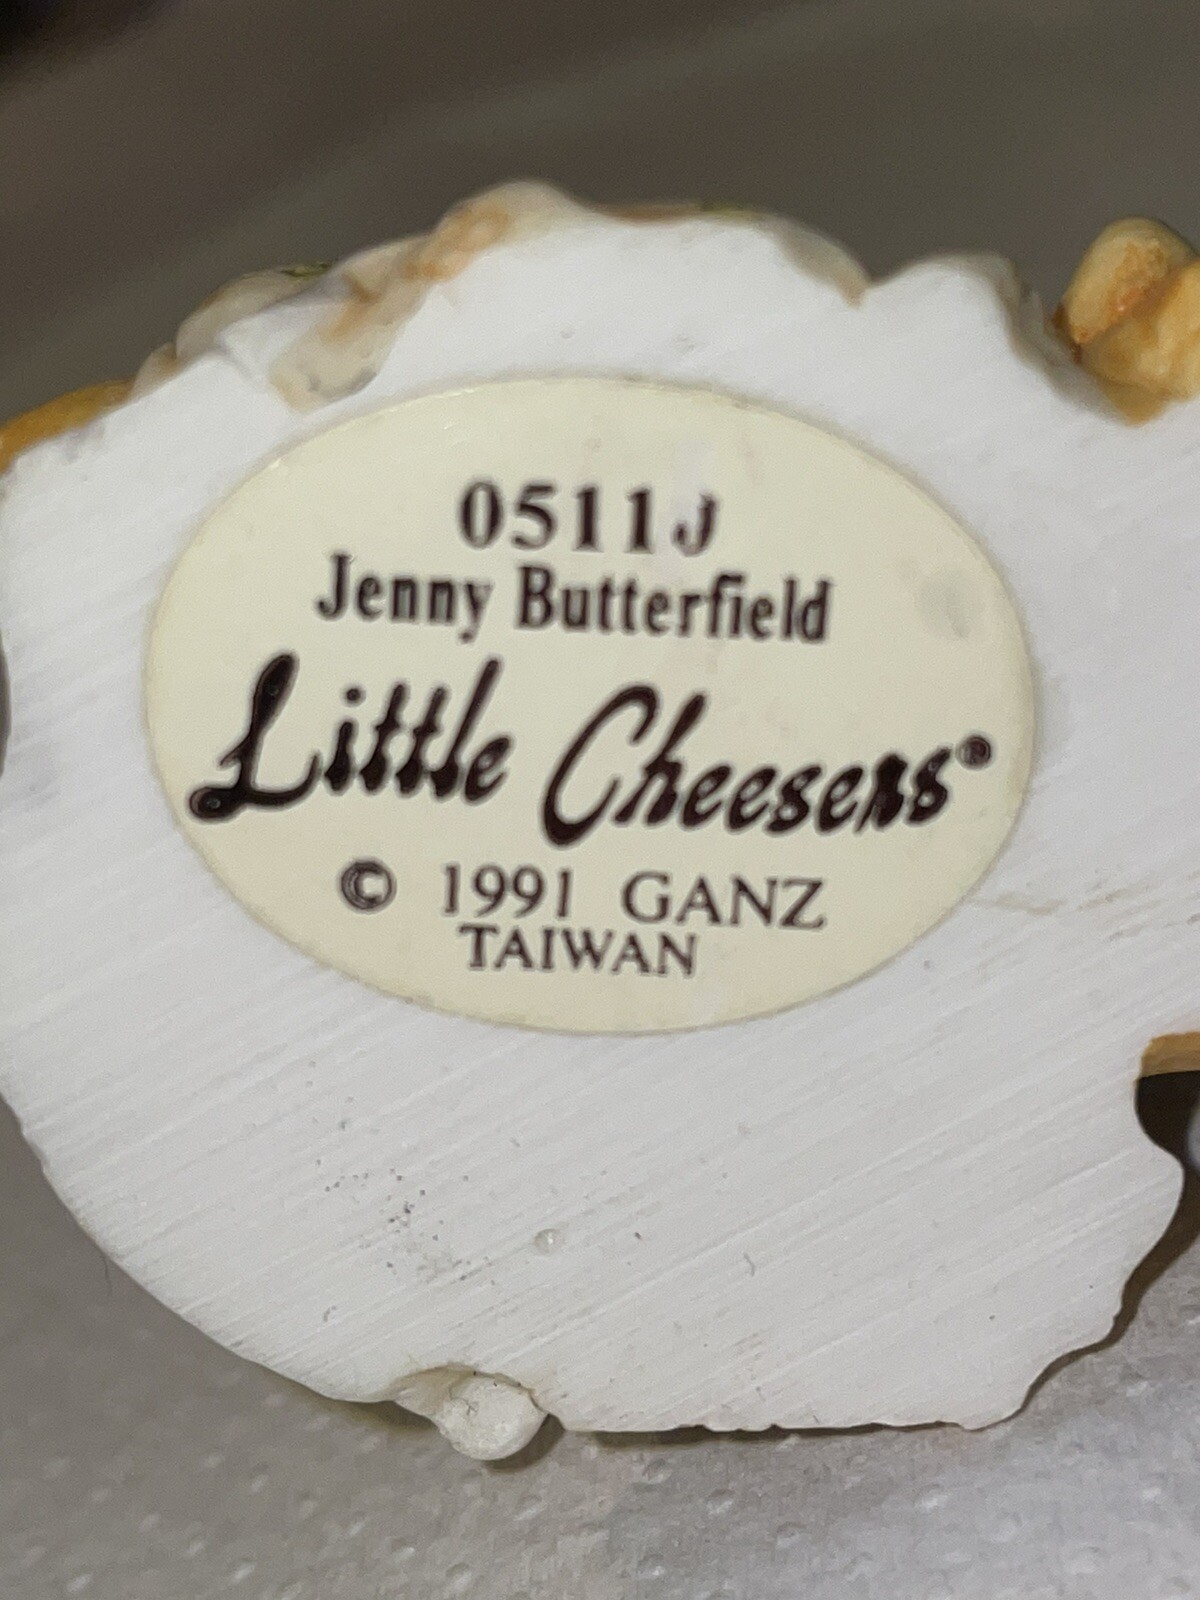 0511J
Jenny Butterfield
Little Cheesers®
© 1991 GANZ
TAIWAN